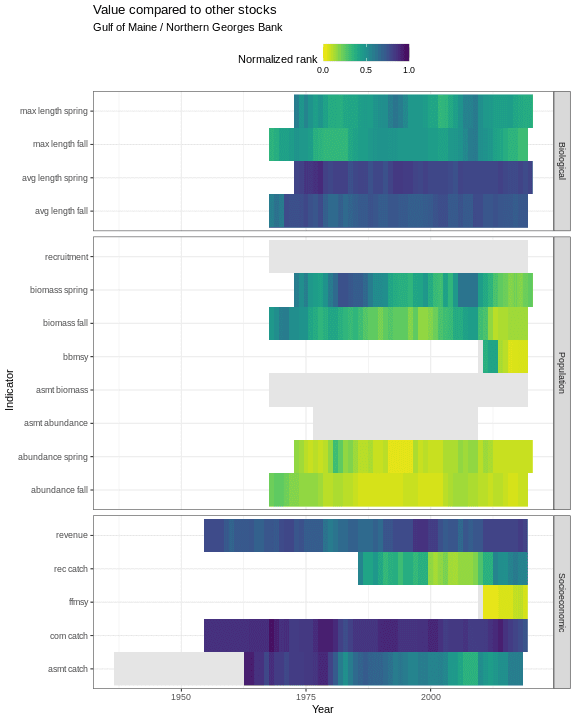 Value compared to other stocks
Gulf of Maine / Northern Georges Bank
Normalized rank
0.0 0.5 1.0
max length spring
max length fall
avg length spring
avg length fall
Biological
recruitment
biomass spring
biomass fall
bbmsy
asmt biomass
asmt abundance
abundance spring
abundance fall
Population
revenue
rec catch
ffmsy
com catch
asmt catch
Socioeconomic
Indicator
1950 1975 2000
Year